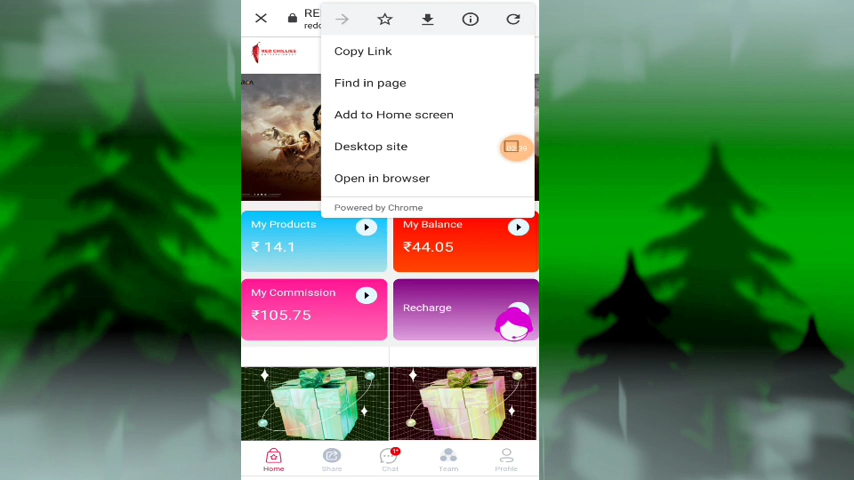 RE
redc
RED CHILLIES
Copy Link
Find in page
Add to Home screen
Desktop site
Open in browser
Powered by Chrome
My Products
₹ 14.1
My Balance
₹44.05
My Commission
₹105.75
Recharge
Home
Share
Chat
Team
Profile